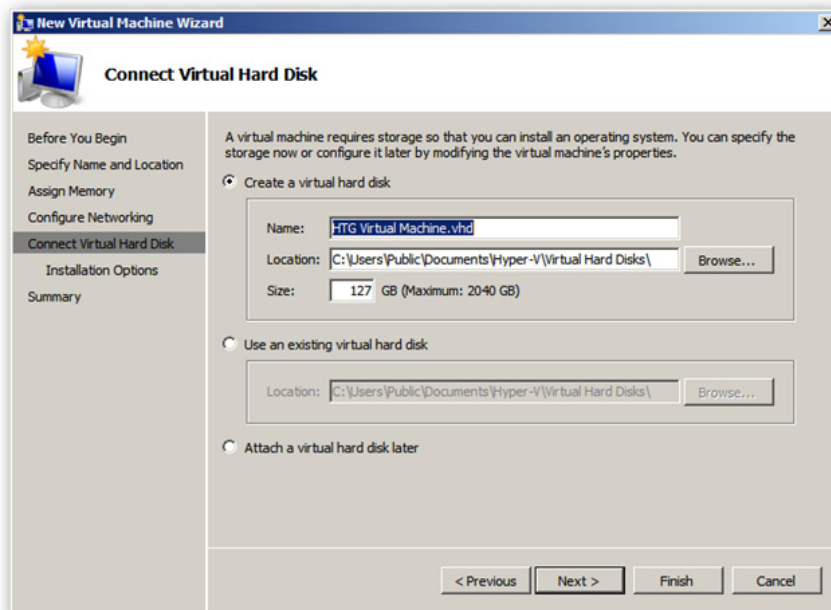 New Virtual Machine Wizard
Connect Virtual Hard Disk
Before You Begin
Specify Name and Location
Assign Memory
Configure Networking
Connect Virtual Hard Disk
Installation Options
Summary
A virtual machine requires storage so that you can install an operating system. You can specify the
storage now or configure it later by modifying the virtual machine's properties.
Create a virtual hard disk
Name: HTG Virtual Machine.vhd
Location: C:\Users\Public\Documents\Hyper-V\Virtual Hard Disks\ Browse...
Size: 127 GB (Maximum: 2040 GB)
Use an existing virtual hard disk
Location: C:\Users\Public\Documents\Hyper-V\Virtual Hard Disks\ Browse...
Attach a virtual hard disk later
< Previous Next > Finish Cancel